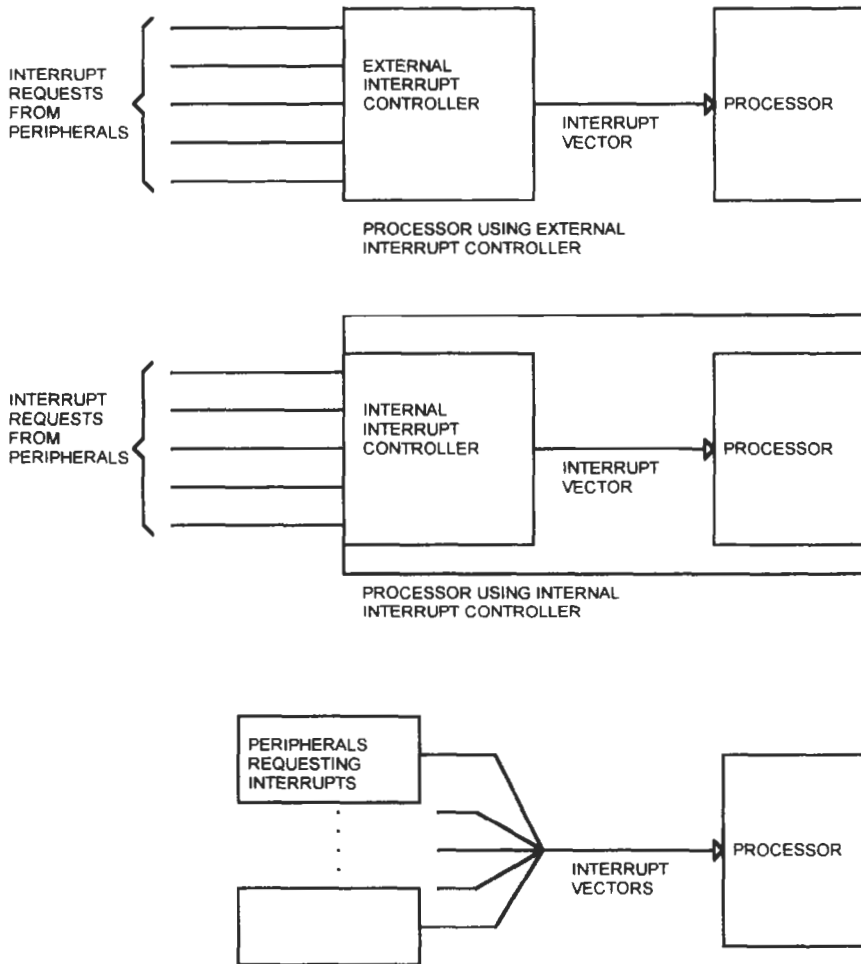 INTERRUPT
REQUESTS
FROM
PERIPHERALS
EXTERNAL
INTERRUPT
CONTROLLER
INTERRUPT
VECTOR
PROCESSOR
PROCESSOR USING EXTERNAL
INTERRUPT CONTROLLER
INTERRUPT
REQUESTS
FROM
PERIPHERALS
INTERNAL
INTERRUPT
CONTROLLER
INTERRUPT
VECTOR
PROCESSOR
PROCESSOR USING INTERNAL
INTERRUPT CONTROLLER
PERIPHERALS
REQUESTING
INTERRUPTS
INTERRUPT
VECTORS
PROCESSOR